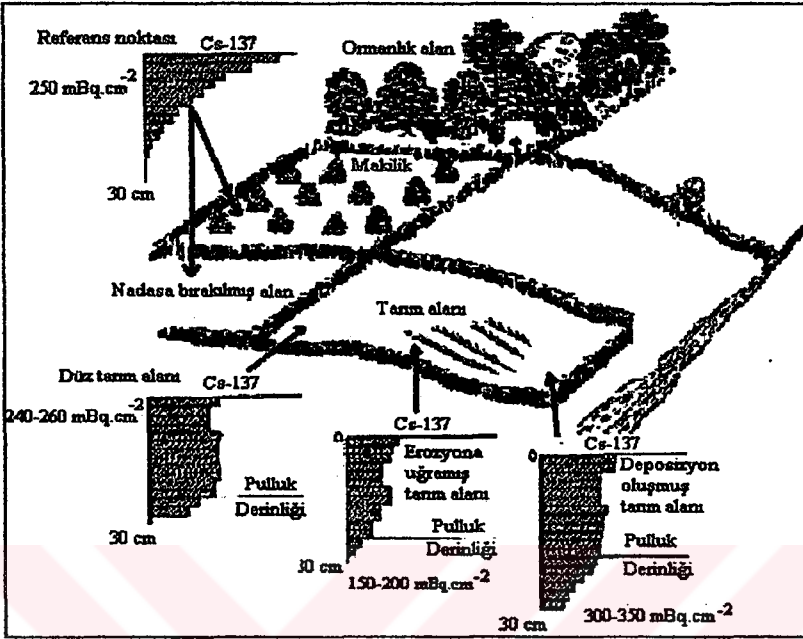 Referans noktası
Cs-137
250 mBq.cm⁻²
30 cm
Ormanlık alan
Makilik
Nadasa bırakılmış alan
Tarım alanı
Düz tarım alanı
Cs-137
240-260 mBq.cm⁻²
Pulluk
Derinliği
30 cm
Cs-137
0
Erozyona
uğramış
tarım alanı
Pulluk
Derinliği
30 cm
150-200 mBq.cm⁻²
Cs-137
0
Deposizyon
oluşmuş
tarım alanı
Pulluk
Derinliği
30 cm
300-350 mBq.cm⁻²